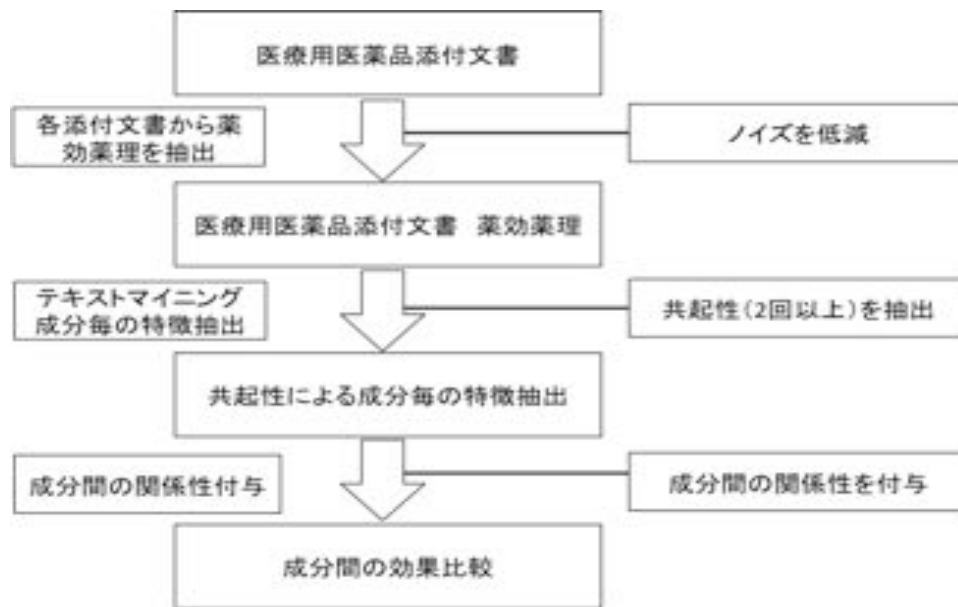 医療用医薬品添付文書
各添付文書から薬
効薬理を抽出
ノイズを低減
医療用医薬品添付文書　薬効薬理
テキストマイニング
成分毎の特徴抽出
共起性（2回以上）を抽出
共起性による成分毎の特徴抽出
成分間の関係性付与
成分間の関係性を付与
成分間の効果比較